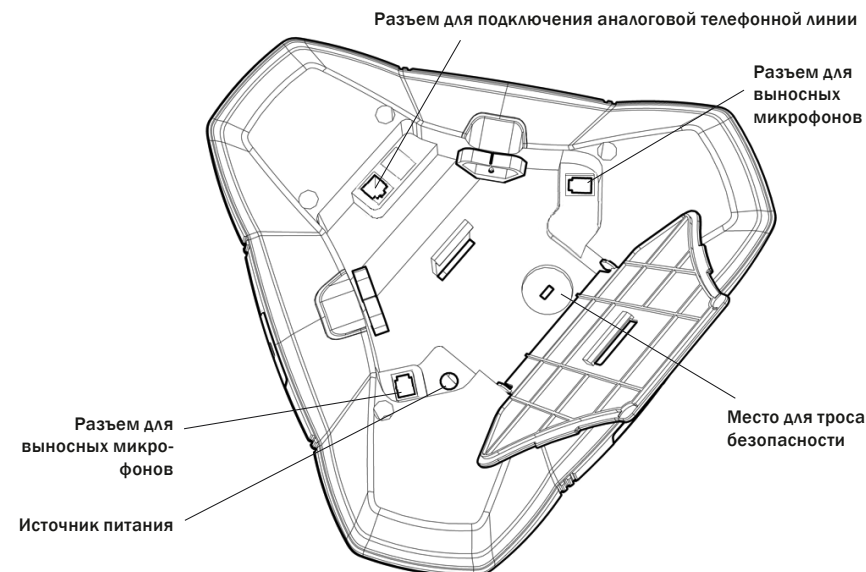 Разъем для подключения аналоговой телефонной линии
Разъем для
выносных
микрофонов
Разъем для
выносных микро-
фонов
Место для троса
безопасности
Источник питания